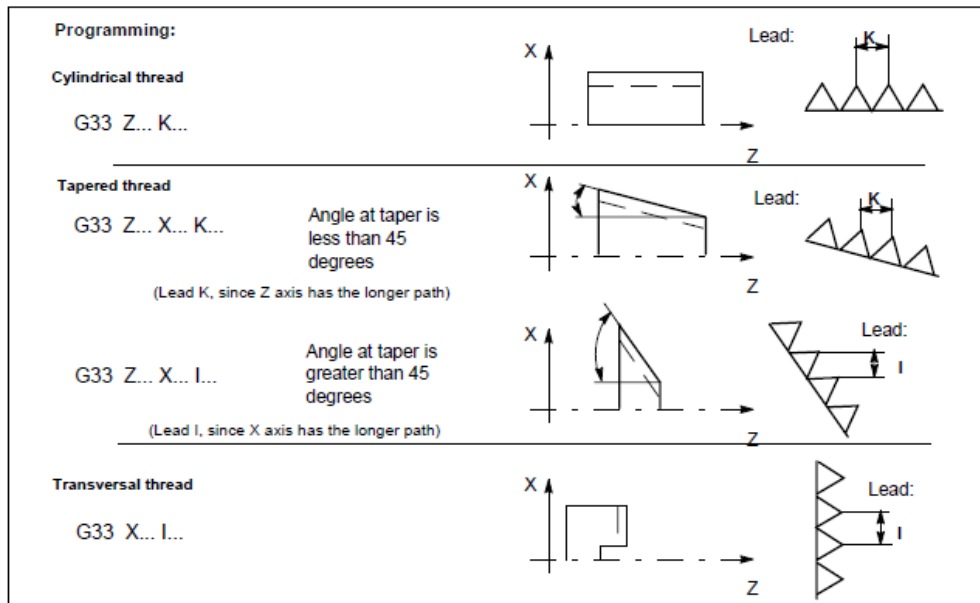 Programming:
Cylindrical thread
G33 Z... K...
X
Z
Lead:
K
Tapered thread
G33 Z... X... K...
Angle at taper is
less than 45
degrees
(Lead K, since Z axis has the longer path)
X
Z
Lead:
K
G33 Z... X... I...
Angle at taper is
greater than 45
degrees
(Lead I, since X axis has the longer path)
X
Z
Lead:
I
Transversal thread
G33 X... I...
X
Z
Lead:
I